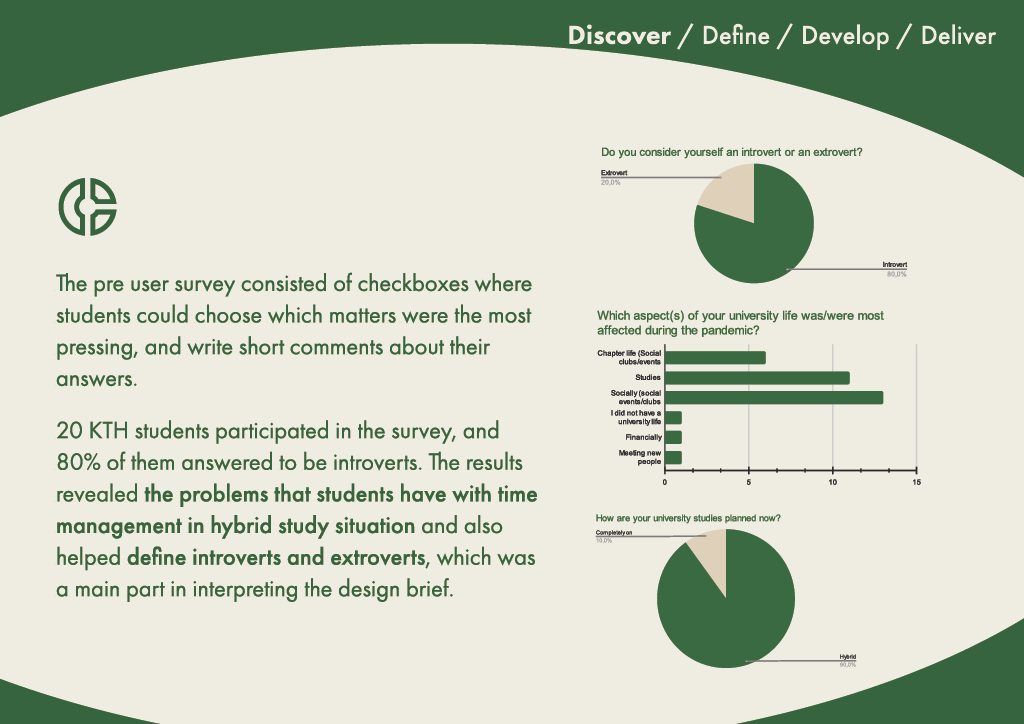 Discover / Define / Develop / Deliver
The pre user survey consisted of checkboxes where
students could choose which matters were the most
pressing, and write short comments about their
answers.
20 KTH students participated in the survey, and
80% of them answered to be introverts. The results
revealed the problems that students have with time
management in hybrid study situation and also
helped define introverts and extroverts, which was
a main part in interpreting the design brief.
Do you consider yourself an introvert or an extrovert?
Extrovert
20,0%
Introvert
80,0%
Which aspect(s) of your university life was/were most
affected during the pandemic?
Chapter life (Social
clubs/events
Studies
Socially (social
events/clubs
I did not have a
university life
Financially
Meeting new
people
0 5 10 15
How are your university studies planned now?
Completely on
10,0%
Hybrid
90,0%